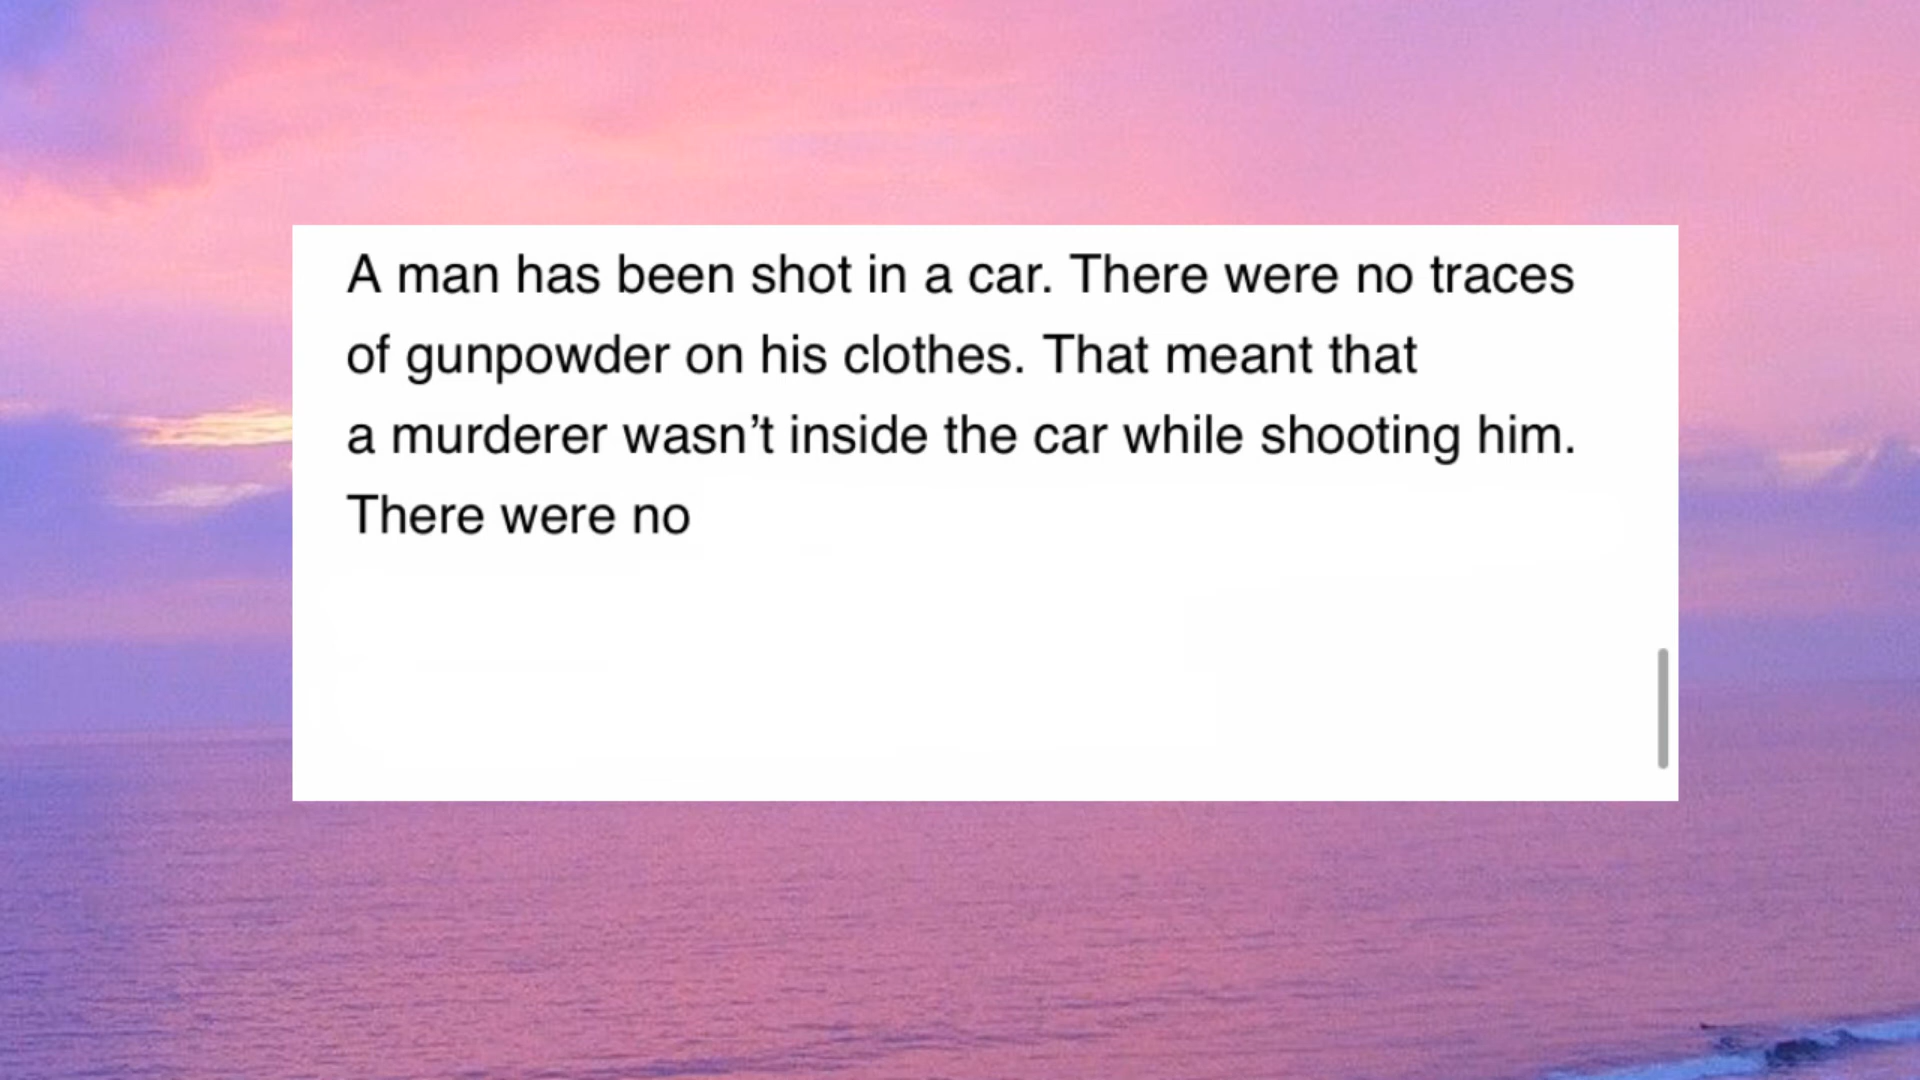 A man has been shot in a car. There were no traces
of gunpowder on his clothes. That meant that
a murderer wasn’t inside the car while shooting him.
There were no